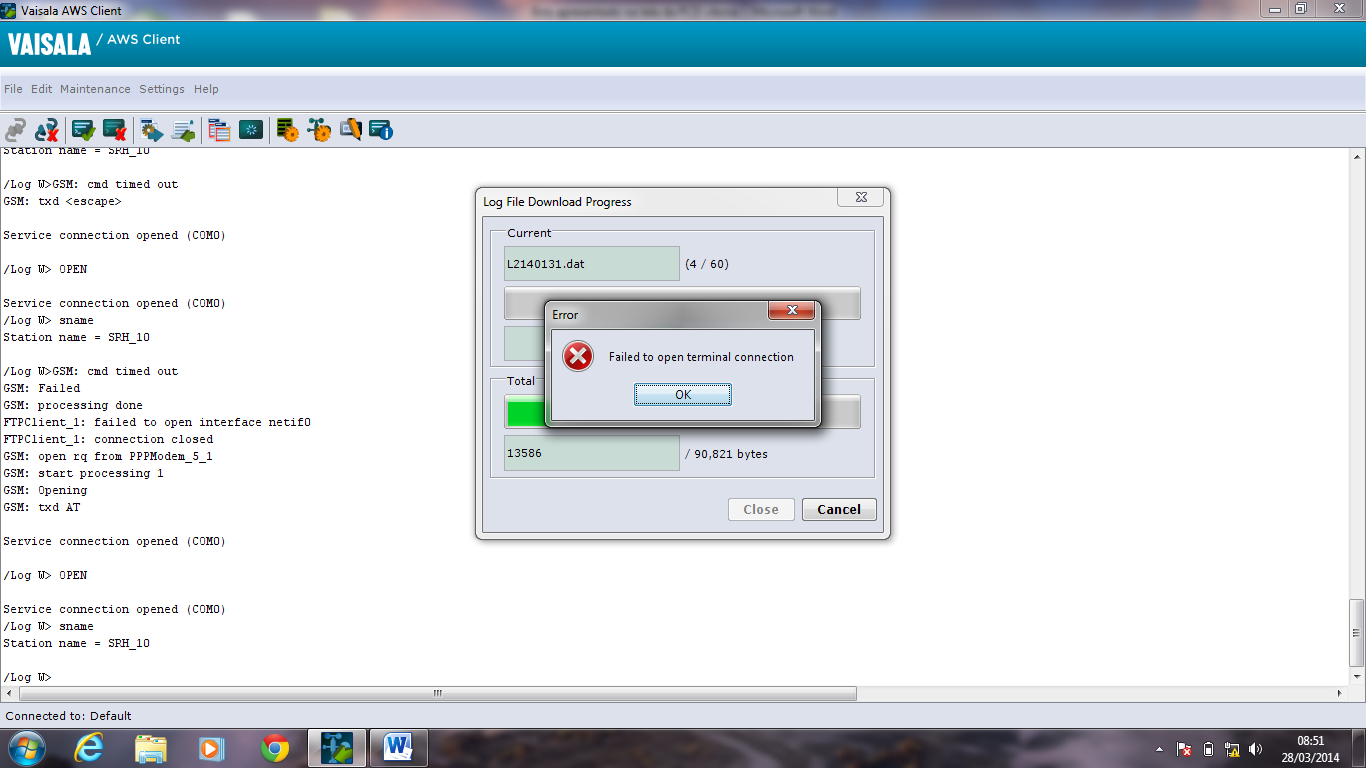 Vaisala AWS Client
VAISALA / AWS Client
File Edit Maintenance Settings Help
Station name = SRH_10
/Log W>GSM: cmd timed out
GSM: txd <escape>
Service connection opened (COM0)
/Log W> OPEN
Service connection opened (COM0)
/Log W> sname
Station name = SRH_10
/Log W>GSM: cmd timed out
GSM: Failed
GSM: processing done
FTPClient_1: failed to open interface netif0
FTPClient_1: connection closed
GSM: open rq from PPPModem_5_1
GSM: start processing 1
GSM: Opening
GSM: txd AT
Service connection opened (COM0)
/Log W> OPEN
Service connection opened (COM0)
/Log W> sname
Station name = SRH_10
/Log W>
Log File Download Progress
Current
L2140131.dat (4 / 60)
Error
Failed to open terminal connection
OK
Total
13586 / 90,821 bytes
Close Cancel
Connected to: Default
08:51
28/03/2014